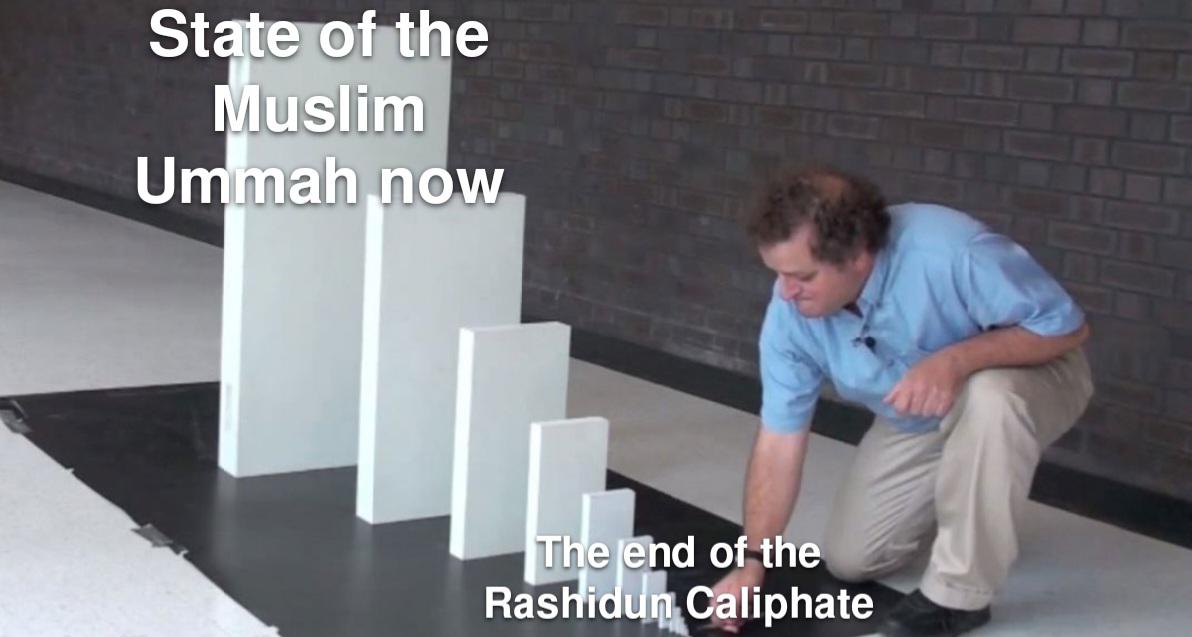 State of the
Muslim
Ummah now
The end of the
Rashidun Caliphate